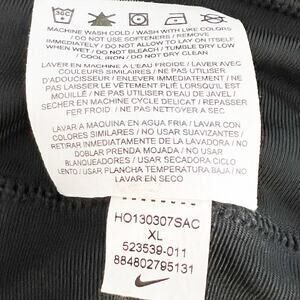 30C
MACHINE WASH COLD / WASH WITH LIKE COLORS
/ DO NOT USE SOFTENERS / REMOVE
IMMEDIATELY / DO NOT ALLOW TO LAY ON ITSELF
WHEN WET / DO NOT BLEACH / TUMBLE DRY LOW
/ COOL IRON / DO NOT DRY CLEAN
LAVER EN MACHINE A L'EAU FROIDE / LAVER AVEC
COULEURS SIMILAIRES / NE PAS UTILISER
D'ADOUCISSEUR / ENLEVER IMMÉDIATEMENT /
NE PAS LAISSER LE VÊTEMENT PLIÉ LORSQU'IL EST
MOUILLÉ / NE PAS UTILISER D'EAU DE JAVEL /
SECHER EN MACHINE CYCLE DELICAT / REPASSER
FER FROID / NE PAS NETTOYER A SEC
LAVAR A MAQUINA EN AGUA FRIA / LAVAR CON
COLORES SIMILARES / NO USAR SUAVIZANTES /
RETIRAR INMEDIATAMENTE DE LA LAVADORA / NO
DOBLAR PRENDA MOJADA / NO USAR
BLANQUEADORES / USAR SECADORA CICLO
LENTO / USAR PLANCHA TEMPERATURA BAJA / NO
LAVAR EN SECO
HO130307SAC
XL
523539-011
884802795131